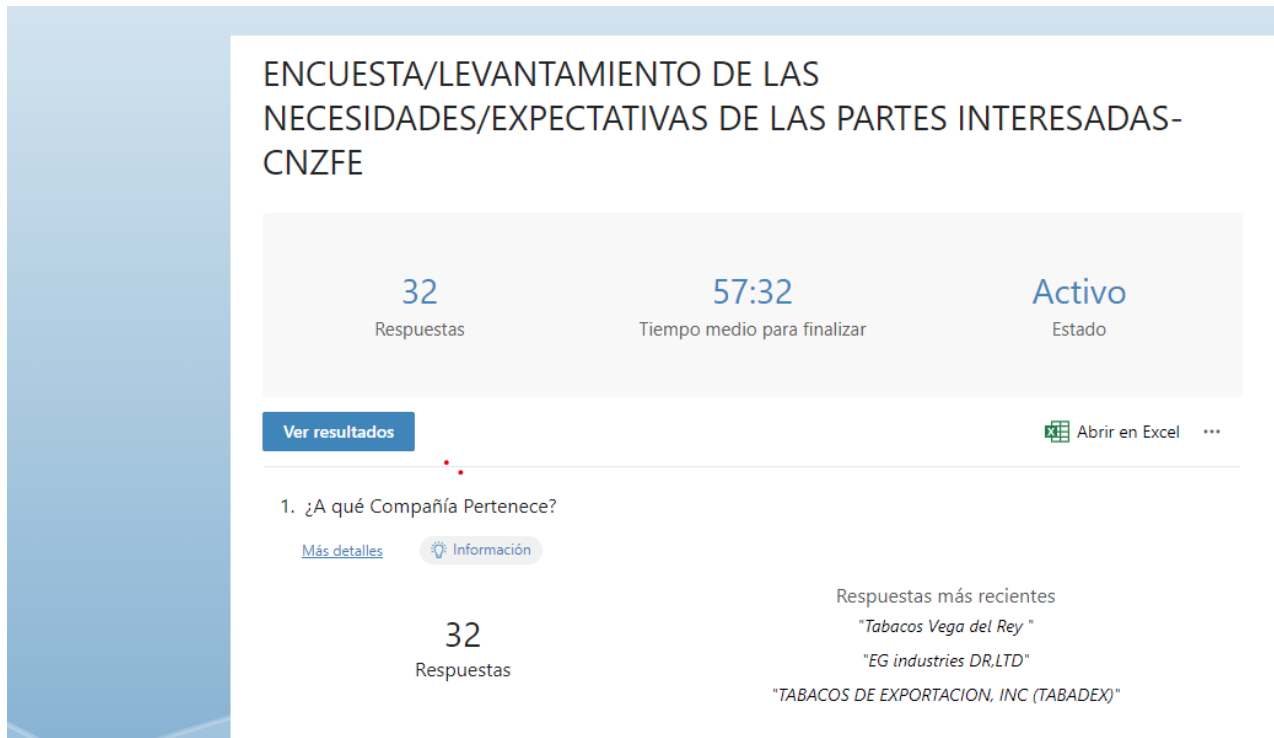 ENCUESTA/LEVANTAMIENTO DE LAS
NECESIDADES/EXPECTATIVAS DE LAS PARTES INTERESADAS-
CNZFE
32
Respuestas
57:32
Tiempo medio para finalizar
Activo
Estado
Ver resultados
Abrir en Excel
1. ¿A qué Compañía Pertenece?
Más detalles
Información
32
Respuestas
Respuestas más recientes
"Tabacos Vega del Rey "
"EG industries DR,LTD"
"TABACOS DE EXPORTACION, INC (TABADEX)"